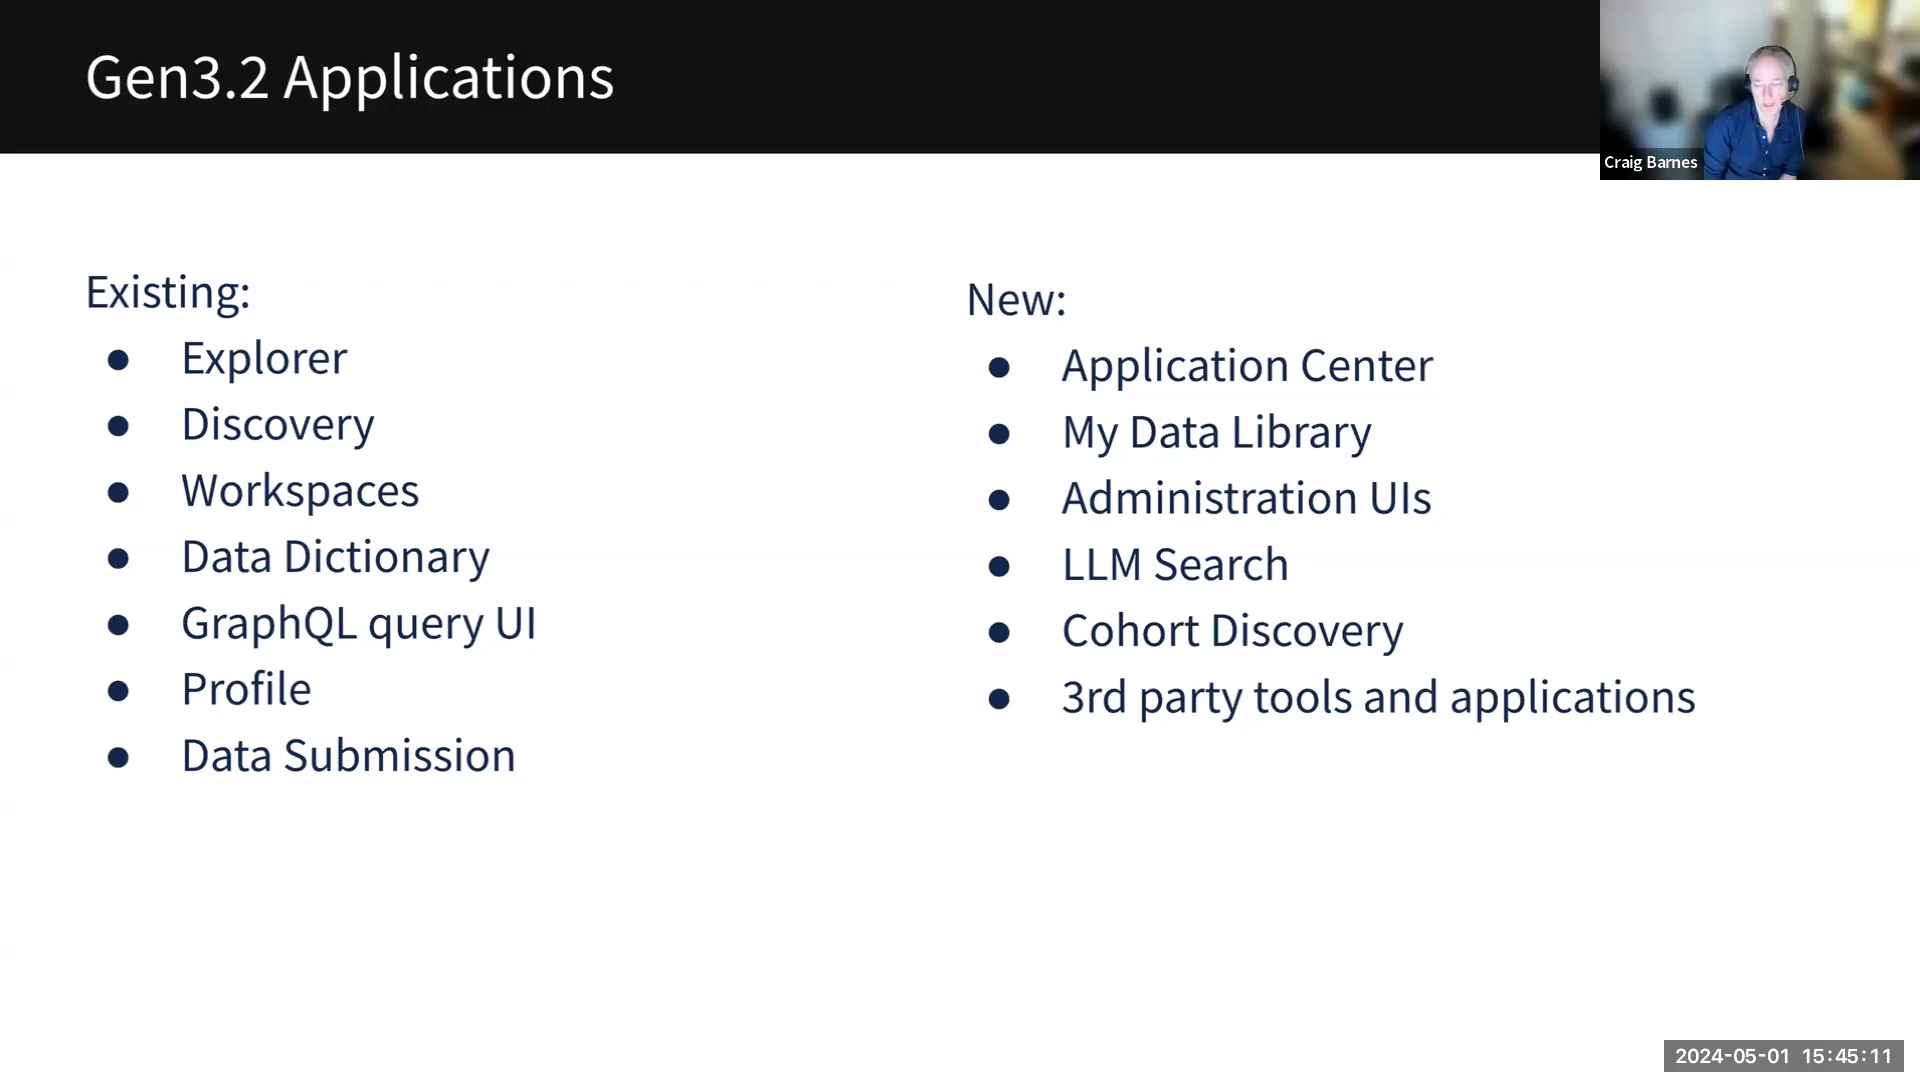 Gen3.2 Applications
Craig Barnes
Existing:
● Explorer
● Discovery
● Workspaces
● Data Dictionary
● GraphQL query UI
● Profile
● Data Submission
New:
● Application Center
● My Data Library
● Administration UIs
● LLM Search
● Cohort Discovery
● 3rd party tools and applications
2024-05-01 15:45:11